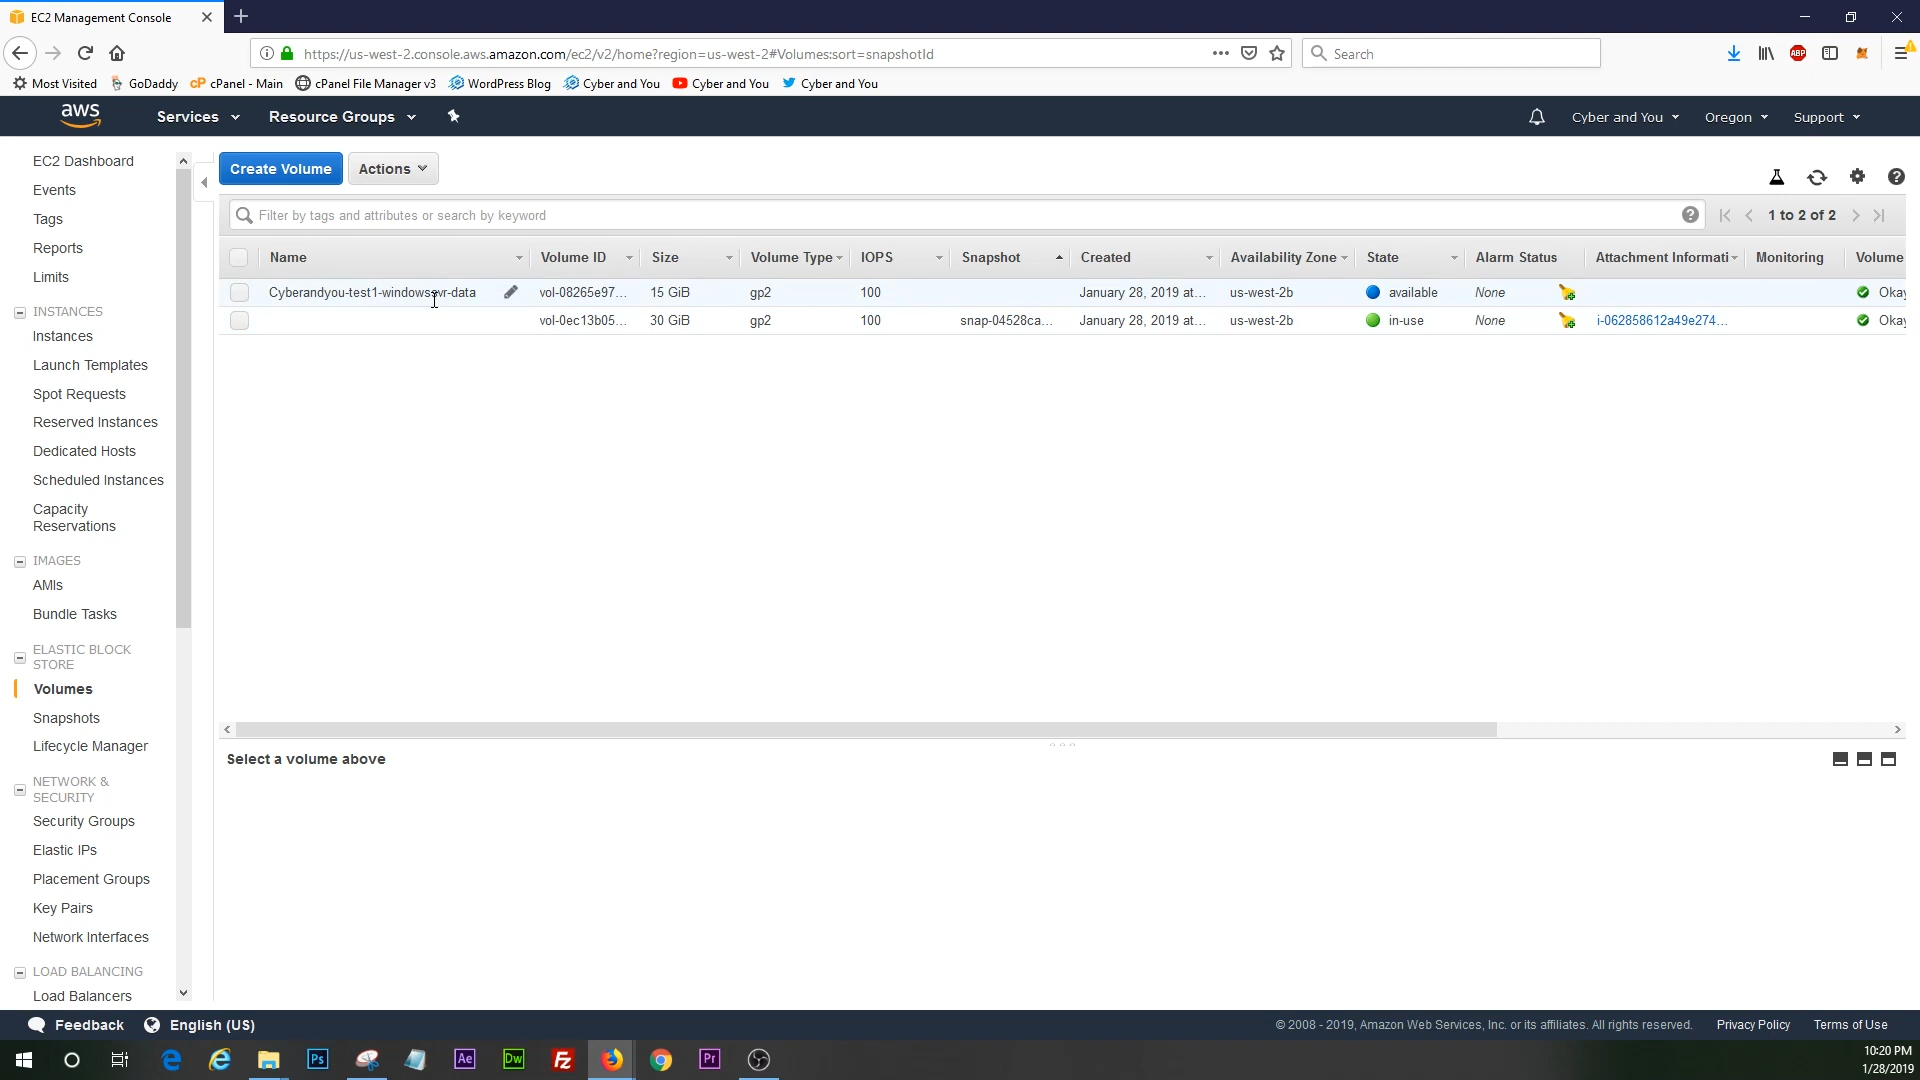 EC2 Management Console
https://us-west-2.console.aws.amazon.com/ec2/v2/home?region=us-west-2#Volumes:sort=snapshotId
Search
ABP
Most Visited GoDaddy cP cPanel - Main cPanel File Manager v3 WordPress Blog Cyber and You Cyber and You Cyber and You
aws Services Resource Groups Cyber and You Oregon Support
EC2 Dashboard
Events
Tags
Reports
Limits
INSTANCES
Instances
Launch Templates
Spot Requests
Reserved Instances
Dedicated Hosts
Scheduled Instances
Capacity
Reservations
IMAGES
AMIs
Bundle Tasks
ELASTIC BLOCK
STORE
Volumes
Snapshots
Lifecycle Manager
NETWORK &
SECURITY
Security Groups
Elastic IPs
Placement Groups
Key Pairs
Network Interfaces
LOAD BALANCING
Load Balancers
Create Volume Actions
Filter by tags and attributes or search by keyword
1 to 2 of 2
Name Volume ID Size Volume Type IOPS Snapshot Created Availability Zone State Alarm Status Attachment Informati Monitoring Volume
Cyberandyou-test1-windowssvr-data vol-08265e97... 15 GiB gp2 100 January 28, 2019 at... us-west-2b available None Okay
vol-0ec13b05... 30 GiB gp2 100 snap-04528ca... January 28, 2019 at... us-west-2b in-use None i-062858612a49e274... Okay
Select a volume above
Feedback English (US)
© 2008 - 2019, Amazon Web Services, Inc. or its affiliates. All rights reserved. Privacy Policy Terms of Use
Ps Ae Dw Fz Pr
10:20 PM
1/28/2019